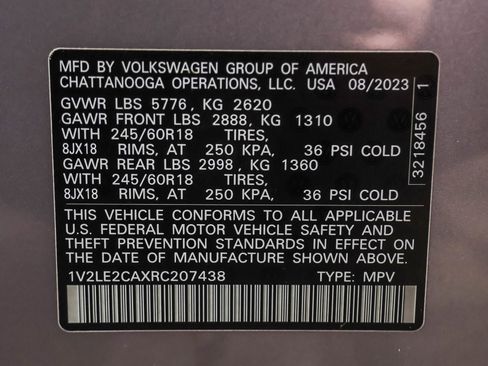 MFD BY VOLKSWAGEN GROUP OF AMERICA
CHATTANOOGA OPERATIONS, LLC. USA 08/2023
GVWR LBS 5776, KG 2620
GAWR FRONT LBS 2888, KG 1310
WITH 245/60R18 TIRES,
8JX18 RIMS, AT 250 KPA, 36 PSI COLD
GAWR REAR LBS 2998, KG 1360
WITH 245/60R18 TIRES,
8JX18 RIMS, AT 250 KPA, 36 PSI COLD
THIS VEHICLE CONFORMS TO ALL APPLICABLE
U.S. FEDERAL MOTOR VEHICLE SAFETY AND
THEFT PREVENTION STANDARDS IN EFFECT ON THE
DATE OF MANUFACTURE SHOWN ABOVE.
1V2LE2CAXRC207438 TYPE: MPV
3218456 1